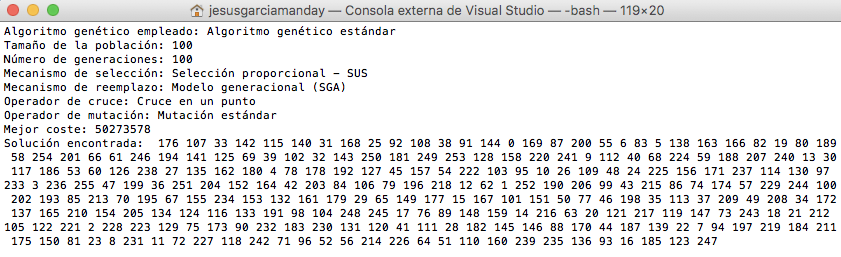 jesusgarciamanday — Consola externa de Visual Studio — -bash — 119×20
Algoritmo genético empleado: Algoritmo genético estándar
Tamaño de la población: 100
Número de generaciones: 100
Mecanismo de selección: Selección proporcional - SUS
Mecanismo de reemplazo: Modelo generacional (SGA)
Operador de cruce: Cruce en un punto
Operador de mutación: Mutación estándar
Mejor coste: 50273578
Solución encontrada:  176 107 33 142 115 140 31 168 25 92 108 38 91 144 0 169 87 200 55 6 83 5 138 163 166 82 19 80 189
58 254 201 66 61 246 194 141 125 69 39 102 32 143 250 181 249 253 128 158 220 241 9 112 40 68 224 59 188 207 240 13 30
117 186 53 60 126 238 27 135 162 180 4 78 178 192 127 45 157 54 222 103 95 10 26 109 48 24 225 156 171 237 114 130 97
233 3 236 255 47 199 36 251 204 152 164 42 203 84 106 79 196 218 12 62 1 252 190 206 99 43 215 86 74 174 57 229 244 100
202 193 85 213 70 195 67 155 234 153 132 161 179 29 65 149 177 15 167 101 151 50 77 46 198 35 113 37 209 49 208 34 172
137 165 210 154 205 134 124 116 133 191 98 104 248 245 17 76 89 148 159 14 216 63 20 121 217 119 147 73 243 18 21 212
105 122 221 2 228 223 129 75 173 90 232 183 230 131 120 41 111 28 182 145 146 88 170 44 187 139 22 7 94 197 219 184 211
175 150 81 23 8 231 11 72 227 118 242 71 96 52 56 214 226 64 51 110 160 239 235 136 93 16 185 123 247